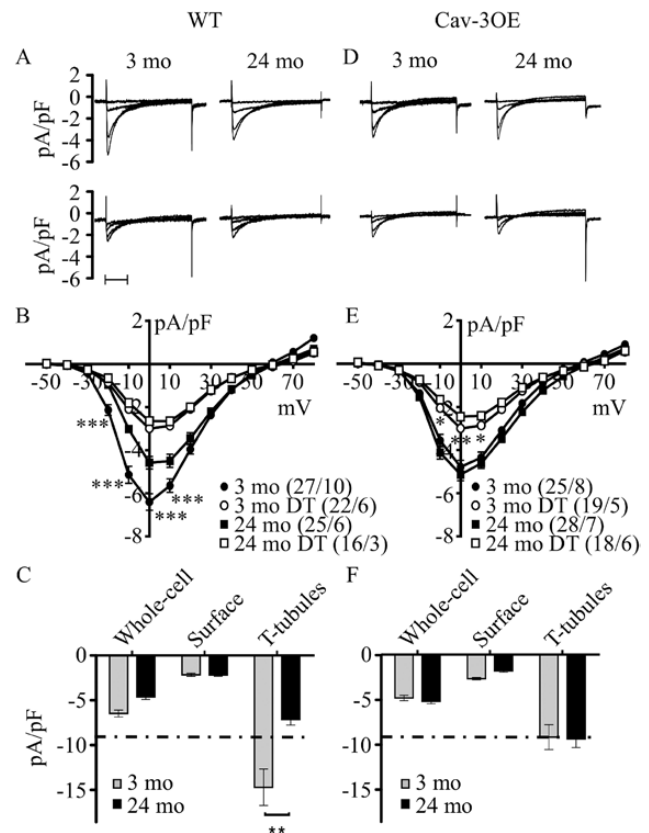 WT Cav-3OE
A 3 mo 24 mo D 3 mo 24 mo
2
0
-2
-4
-6
pA/pF
2
0
-2
-4
-6
pA/pF
B 2 pA/pF E 2 pA/pF
-50 -30 -10 10 30 50 70 -50 -30 -10 10 30 50 70
mV mV
*** * ** *
-4 -4
***
-6 *** -6
***
-8 -8
3 mo (27/10) 3 mo (25/8)
3 mo DT (22/6) 3 mo DT (19/5)
24 mo (25/6) 24 mo (28/7)
24 mo DT (16/3) 24 mo DT (18/6)
C Whole-cell Surface T-tubules F Whole-cell Surface T-tubules
0 0
-5 -5
-10 -10
-15 -15
pA/pF
3 mo 3 mo
24 mo 24 mo
**